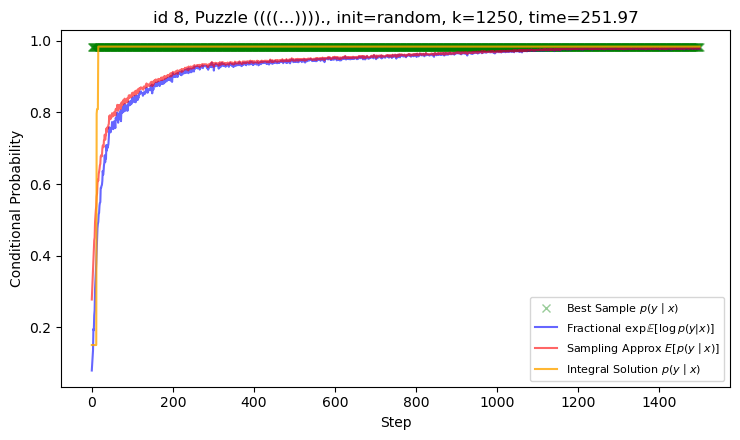 id 8, Puzzle ((((...))))., init=random, k=1250, time=251.97
Conditional Probability
1.0
0.8
0.6
0.4
0.2
Best Sample p(y | x)
Fractional exp𝔼[log p(y|x)]
Sampling Approx E[p(y | x)]
Integral Solution p(y | x)
0 200 400 600 800 1000 1200 1400
Step